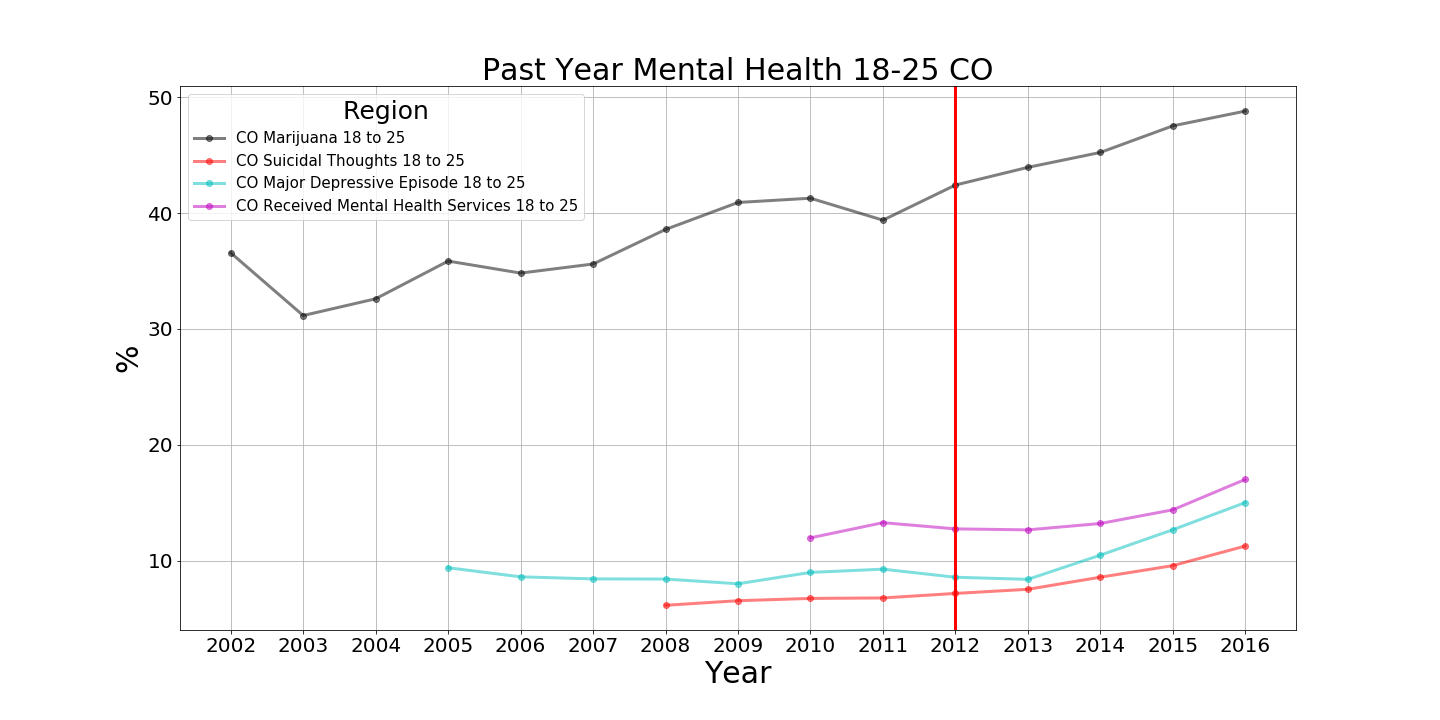 Past Year Mental Health 18-25 CO
Region
CO Marijuana 18 to 25
CO Suicidal Thoughts 18 to 25
CO Major Depressive Episode 18 to 25
CO Received Mental Health Services 18 to 25
50
40
30
20
10
%
2002 2003 2004 2005 2006 2007 2008 2009 2010 2011 2012 2013 2014 2015 2016
Year